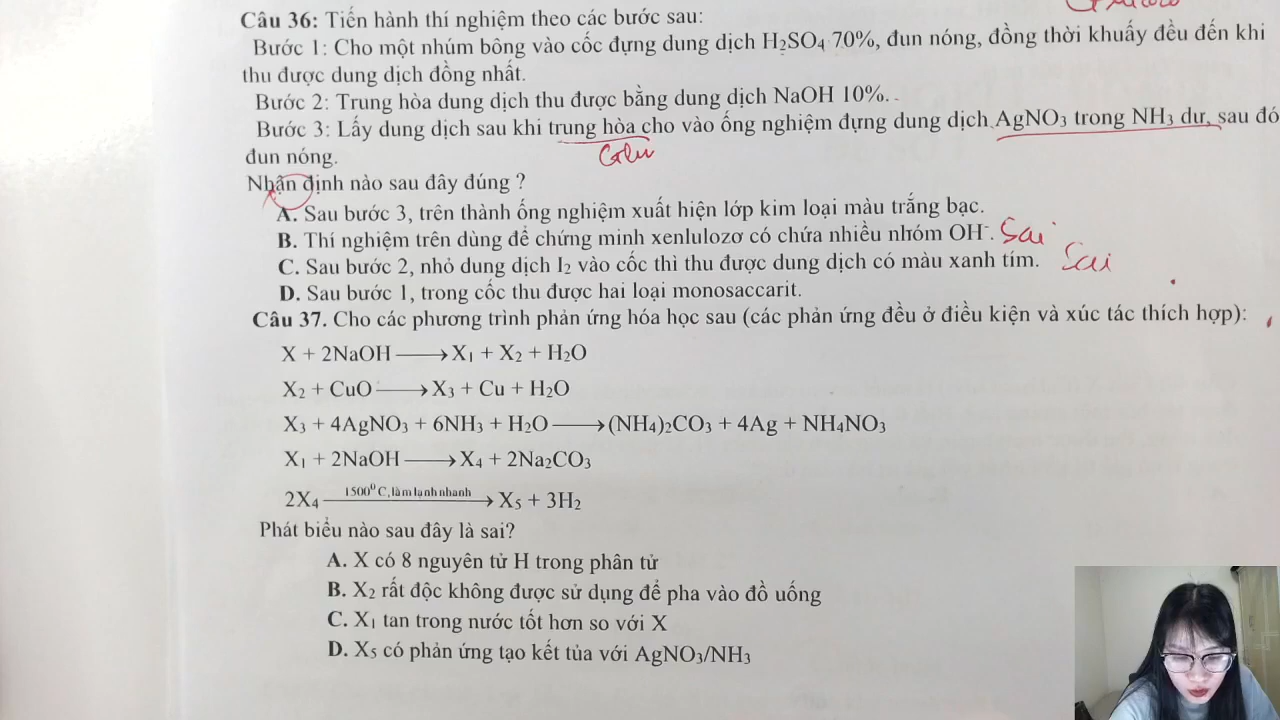 Câu 36: Tiến hành thí nghiệm theo các bước sau:
Bước 1: Cho một nhúm bông vào cốc đựng dung dịch H₂SO₄ 70%, đun nóng, đồng thời khuấy đều đến khi
thu được dung dịch đồng nhất.
Bước 2: Trung hòa dung dịch thu được bằng dung dịch NaOH 10%.
Bước 3: Lấy dung dịch sau khi trung hòa cho vào ống nghiệm đựng dung dịch AgNO₃ trong NH₃ dư, sau đó
đun nóng.
Nhận định nào sau đây đúng ?
A. Sau bước 3, trên thành ống nghiệm xuất hiện lớp kim loại màu trắng bạc.
B. Thí nghiệm trên dùng để chứng minh xenlulozơ có chứa nhiều nhóm OH⁻. Sai
C. Sau bước 2, nhỏ dung dịch I₂ vào cốc thì thu được dung dịch có màu xanh tím. Sai
D. Sau bước 1, trong cốc thu được hai loại monosaccarit.
Câu 37. Cho các phương trình phản ứng hóa học sau (các phản ứng đều ở điều kiện và xúc tác thích hợp):
X + 2NaOH ⟶ X₁ + X₂ + H₂O
X₂ + CuO ⟶ X₃ + Cu + H₂O
X₃ + 4AgNO₃ + 6NH₃ + H₂O ⟶ (NH₄)₂CO₃ + 4Ag + NH₄NO₃
X₁ + 2NaOH ⟶ X₄ + 2Na₂CO₃
2X₄ 1500⁰C,làm lạnh nhanh ⟶ X₅ + 3H₂
Phát biểu nào sau đây là sai?
A. X có 8 nguyên tử H trong phân tử
B. X₂ rất độc không được sử dụng để pha vào đồ uống
C. X₁ tan trong nước tốt hơn so với X
D. X₅ có phản ứng tạo kết tủa với AgNO₃/NH₃